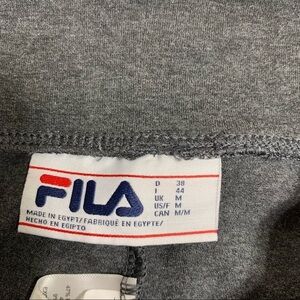 FILA
D 38
I 44
UK M
US/F M
CAN M/M
MADE IN EGYPT/FABRIQUÉ EN EGYPTE/
HECHO EN EGIPTO